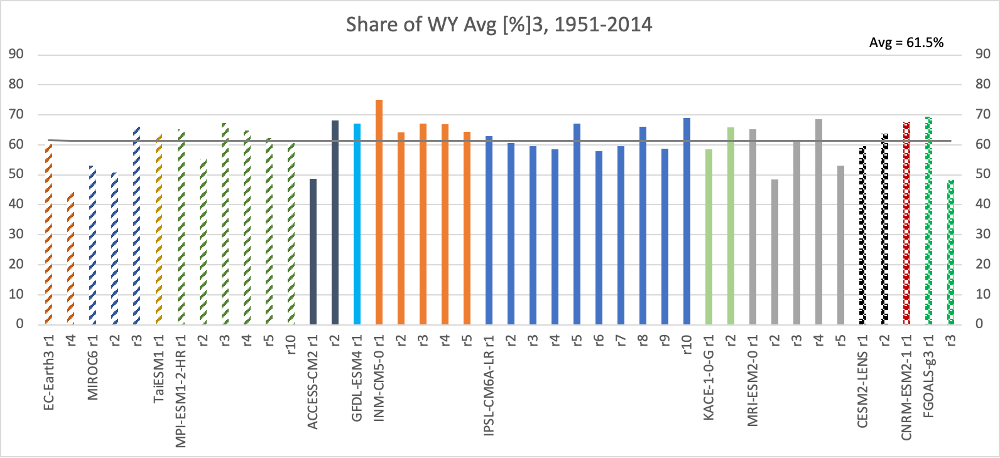 Share of WY Avg [%]3, 1951-2014
Avg = 61.5%
90
80
70
60
50
40
30
20
10
0
90
80
70
60
50
40
30
20
10
0
EC-Earth3 r1
r4
MIROC6 r1
r2
r3
TaiESM1 r1
MPI-ESM1-2-HR r1
r2
r3
r4
r5
r10
ACCESS-CM2 r1
r2
GFDL-ESM4 r1
INM-CM5-0 r1
r2
r3
r4
r5
IPSL-CM6A-LR r1
r2
r3
r4
r5
r6
r7
r8
r9
r10
KACE-1-0-G r1
r2
MRI-ESM2-0 r1
r2
r3
r4
r5
CESM2-LENS r1
r2
CNRM-ESM2-1 r1
FGOALS-g3 r1
r3